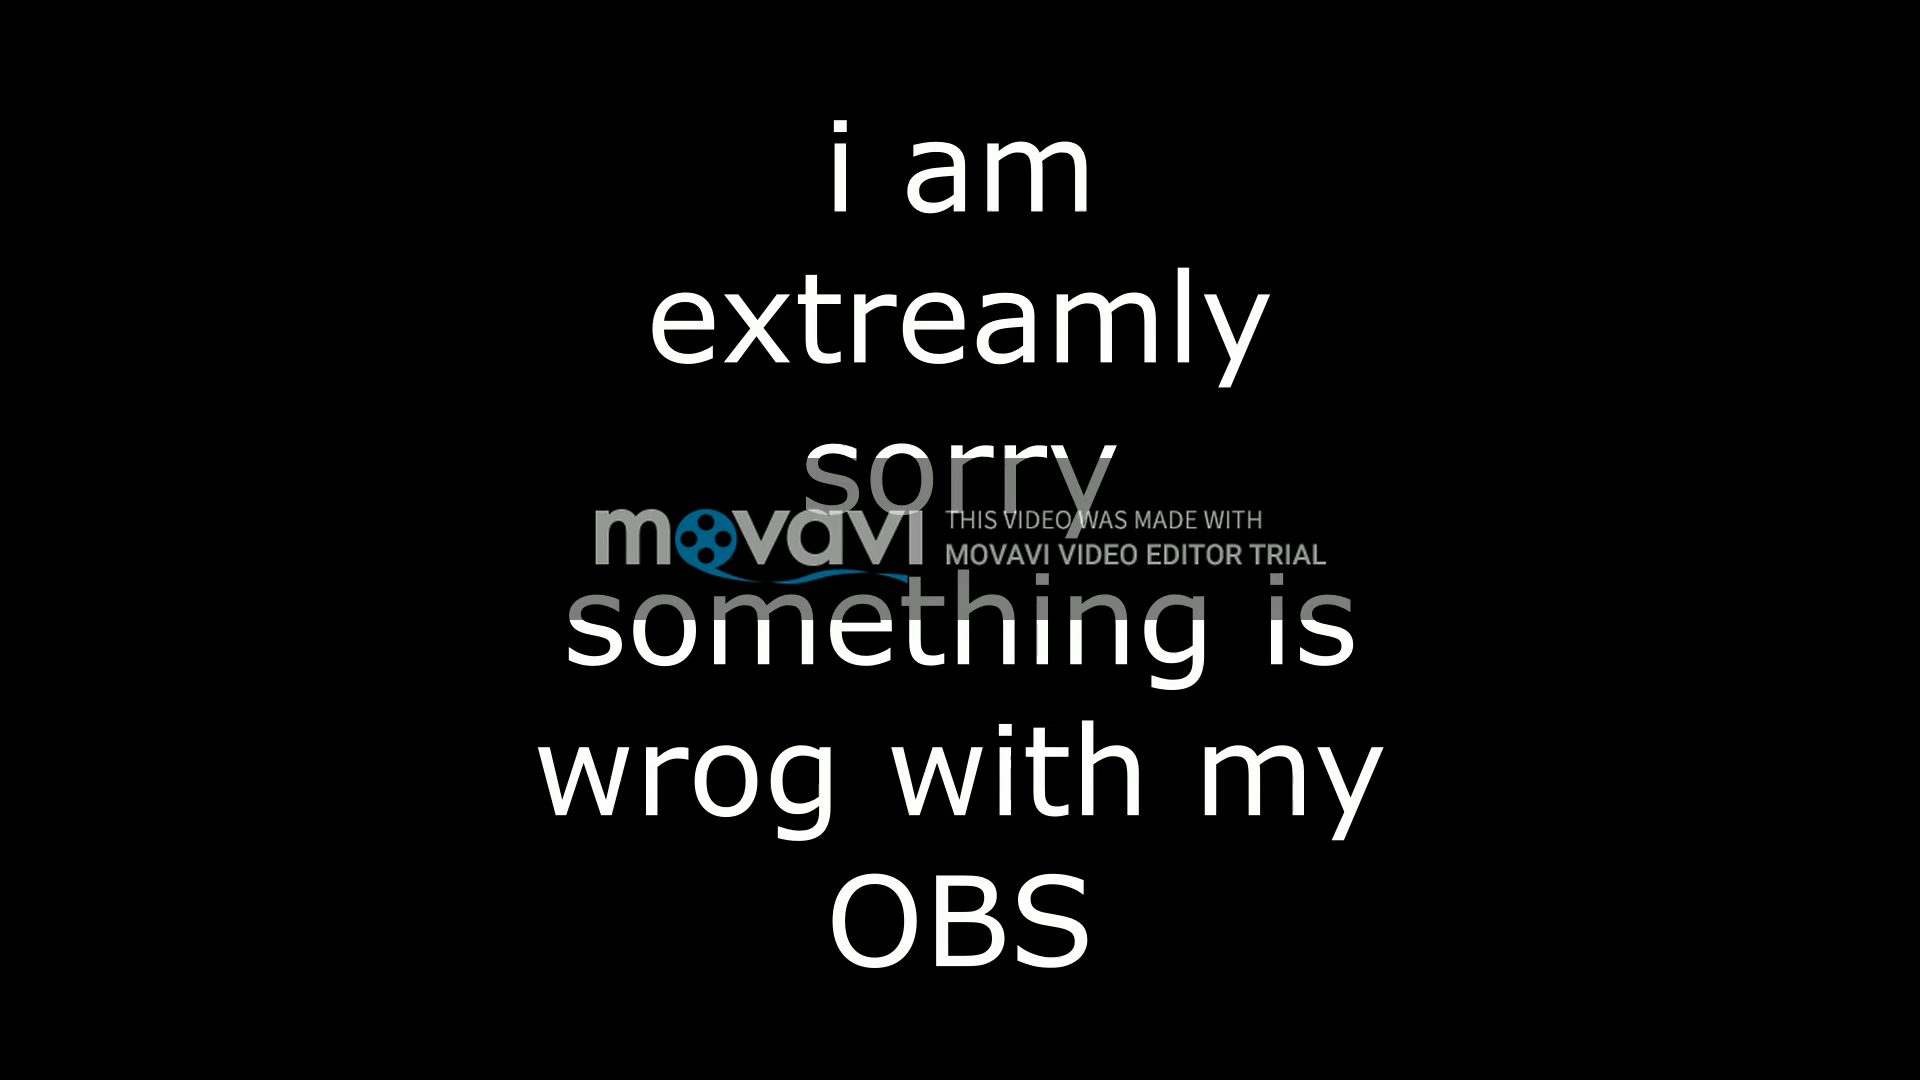 i am
extreamly
sorry
movavi THIS VIDEO WAS MADE WITH
MOVAVI VIDEO EDITOR TRIAL
something is
wrog with my
OBS